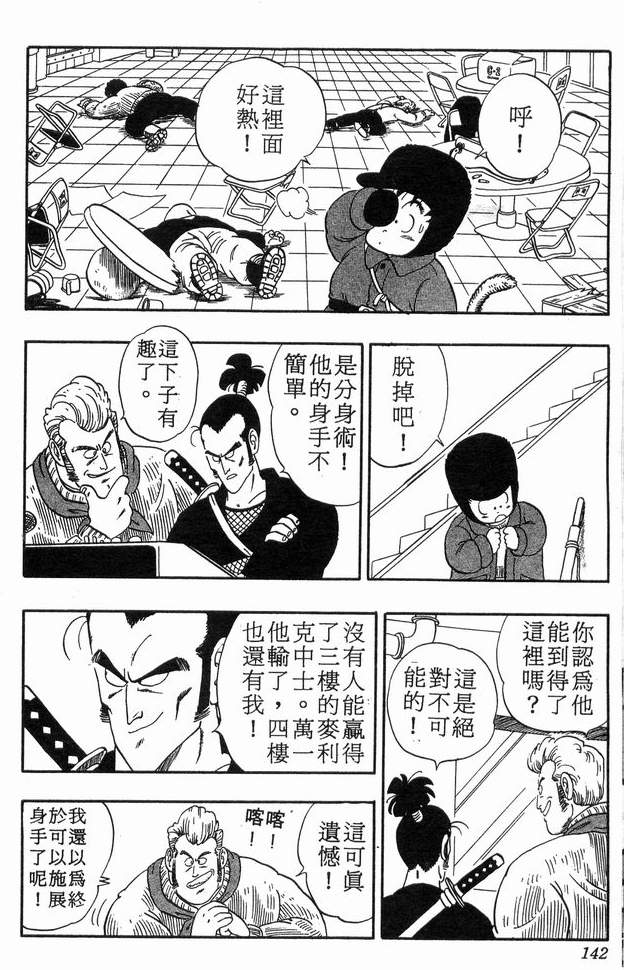 呼！
這裡面
好熱！
脫掉吧！
是分身術！
他的身手不
簡單。
這下子有
趣了。
你認為他
能到得了
這裡嗎？
這是絕
對不可
能的！
沒有人能贏得
了三樓的麥利
克中士。萬一
他輸了，四樓
也還有我！
這可真
遺憾！
喀！
喀！
我還以為終
於可以施展
身手了呢！
142